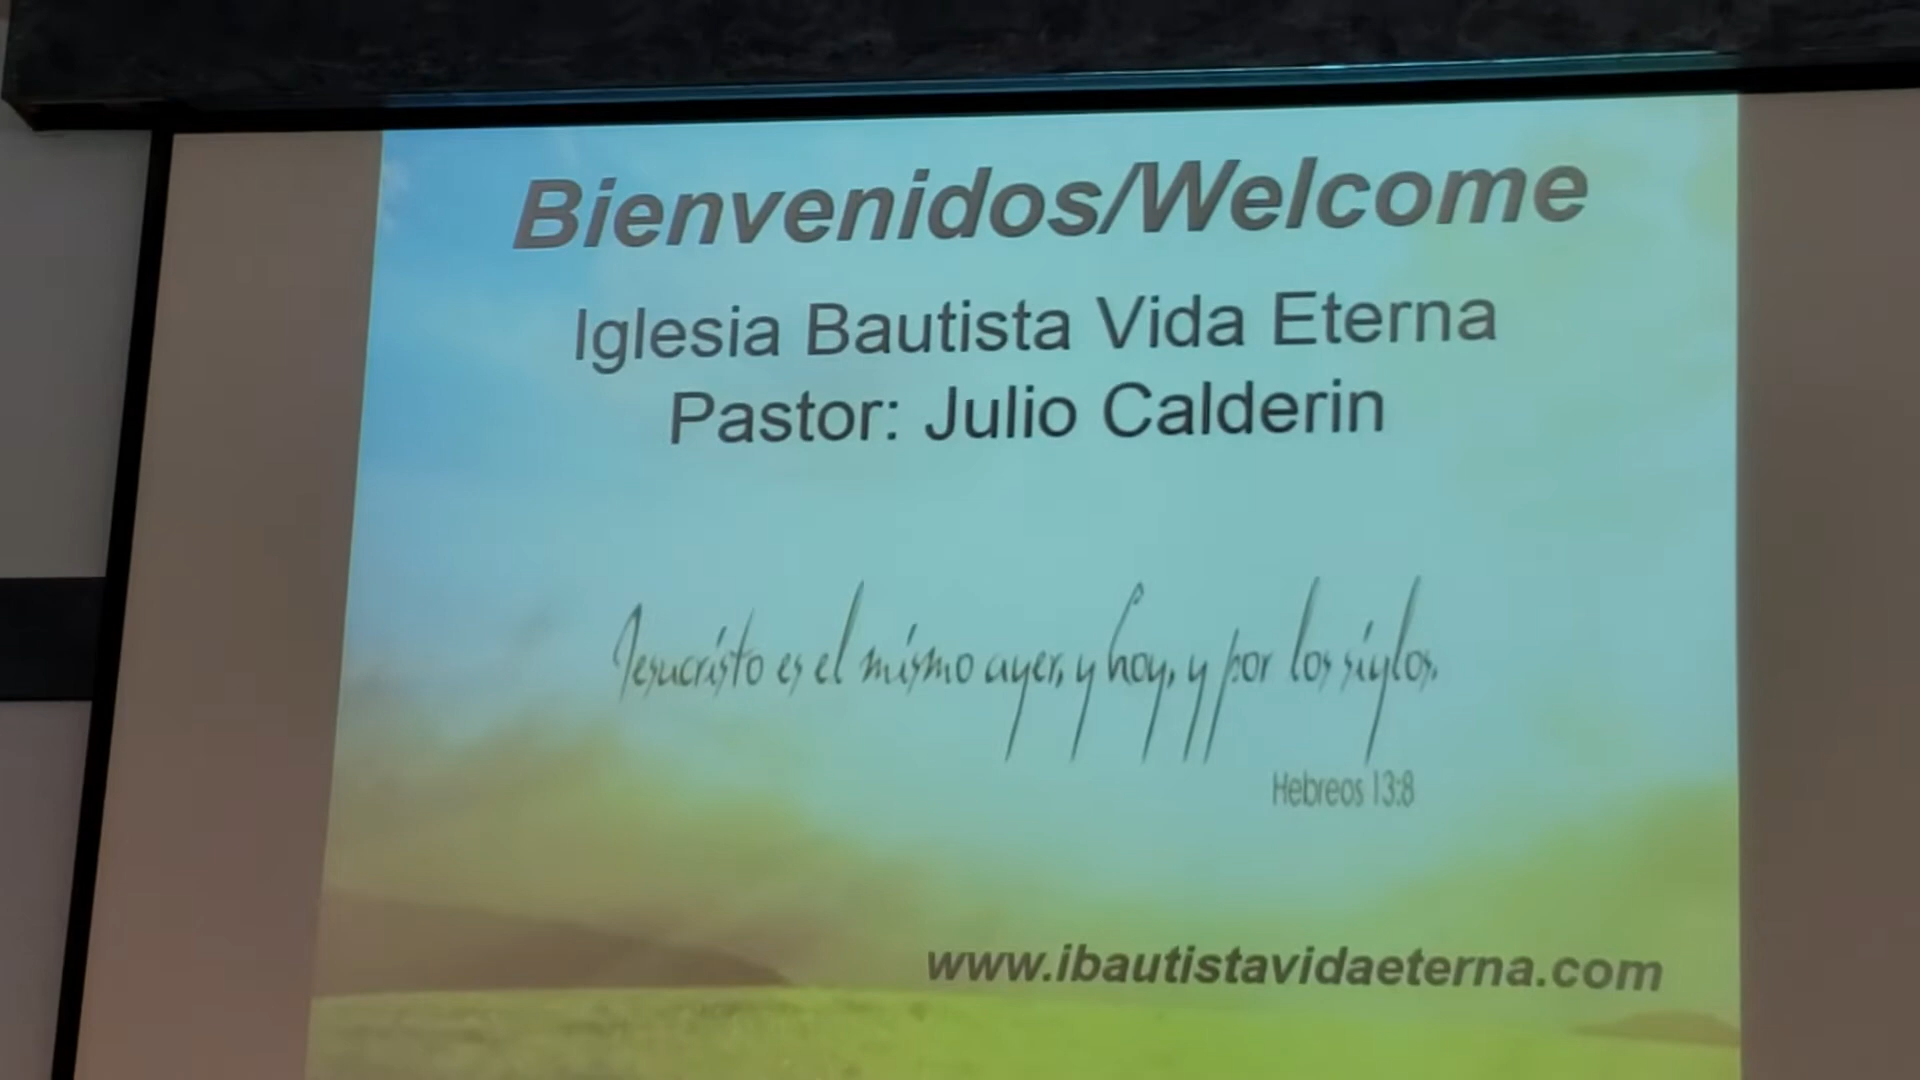 Bienvenidos/Welcome
Iglesia Bautista Vida Eterna
Pastor: Julio Calderin
Jesucristo es el mismo ayer, y hoy, y por los siglos.
Hebreos 13:8
www.ibautistavidaeterna.com